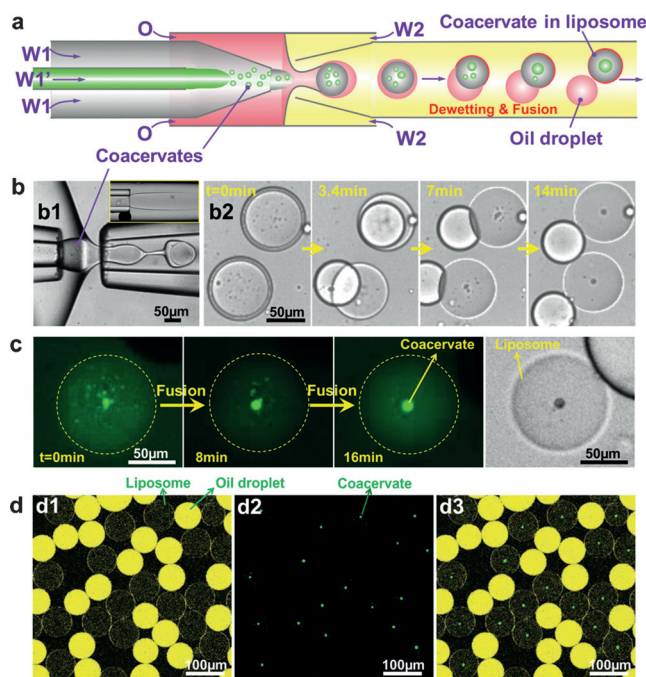 a
O
W2
Coacervate in liposome
W1
W1'
W1
O
W2
Dewetting & Fusion
Oil droplet
Coacervates
b
b1
50µm
b2
t=0min
3.4min
7min
14min
50µm
c
Fusion
Fusion
Coacervate
Liposome
t=0min
50µm
8min
16min
50µm
Liposome
Oil droplet
Coacervate
d
d1
d2
d3
100µm
100µm
100µm